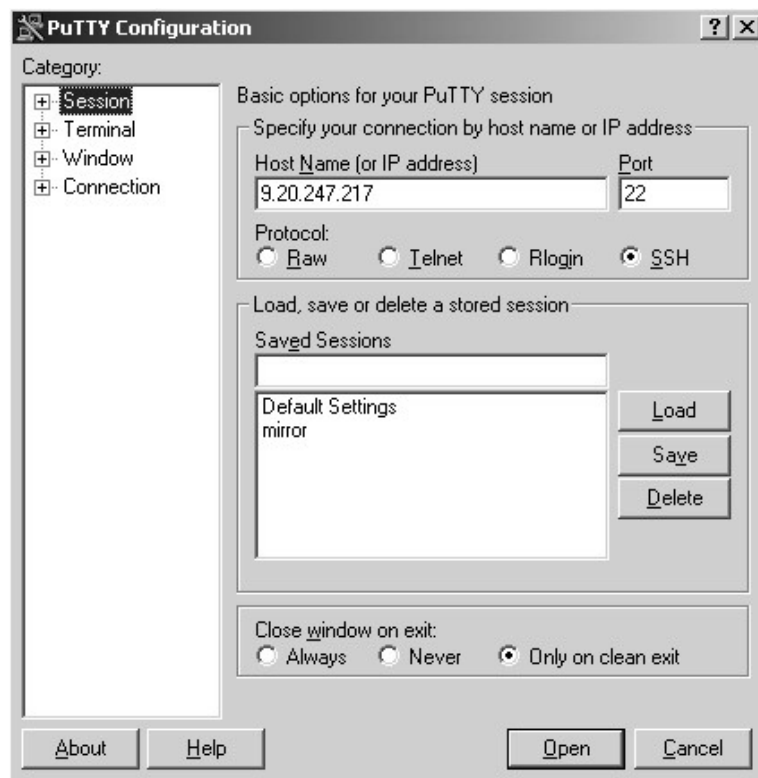 PuTTY Configuration
Category:
Session
Terminal
Window
Connection
Basic options for your PuTTY session
Specify your connection by host name or IP address
Host Name (or IP address)
Port
9.20.247.217
22
Protocol:
Raw
Telnet
Rlogin
SSH
Load, save or delete a stored session
Saved Sessions
Default Settings
mirror
Load
Save
Delete
Close window on exit:
Always
Never
Only on clean exit
About
Help
Open
Cancel